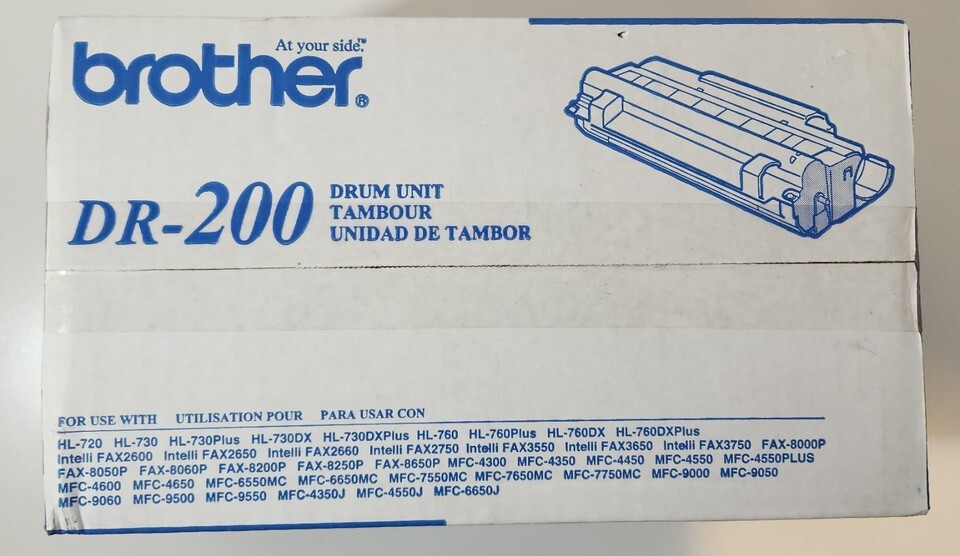 At your side.™
brother®
DR-200
DRUM UNIT
TAMBOUR
UNIDAD DE TAMBOR
FOR USE WITH UTILISATION POUR PARA USAR CON
HL-720 HL-730 HL-730Plus HL-730DX HL-730DXPlus HL-760 HL-760Plus HL-760DX HL-760DXPlus
Intelli FAX2600 Intelli FAX2650 Intelli FAX2660 Intelli FAX2750 Intelli FAX3550 Intelli FAX3650 Intelli FAX3750 FAX-8000P
FAX-8050P FAX-8060P FAX-8200P FAX-8250P FAX-8650P MFC-4300 MFC-4350 MFC-4450 MFC-4550 MFC-4550PLUS
MFC-4600 MFC-4650 MFC-6550MC MFC-6650MC MFC-7550MC MFC-7650MC MFC-7750MC MFC-9000 MFC-9050
MFC-9060 MFC-9500 MFC-9550 MFC-4350J MFC-4550J MFC-6650J